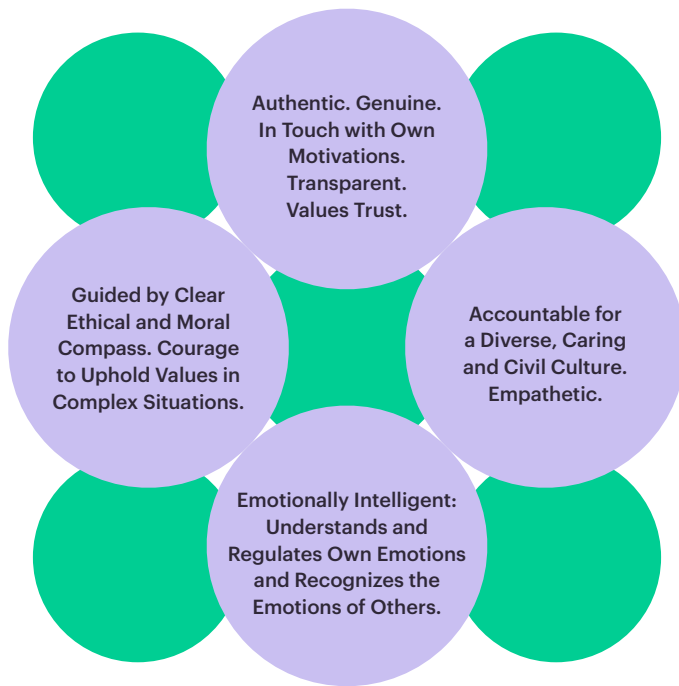 Authentic. Genuine.
In Touch with Own
Motivations.
Transparent.
Values Trust.
Guided by Clear
Ethical and Moral
Compass. Courage
to Uphold Values in
Complex Situations.
Accountable for
a Diverse, Caring
and Civil Culture.
Empathetic.
Emotionally Intelligent:
Understands and
Regulates Own Emotions
and Recognizes the
Emotions of Others.